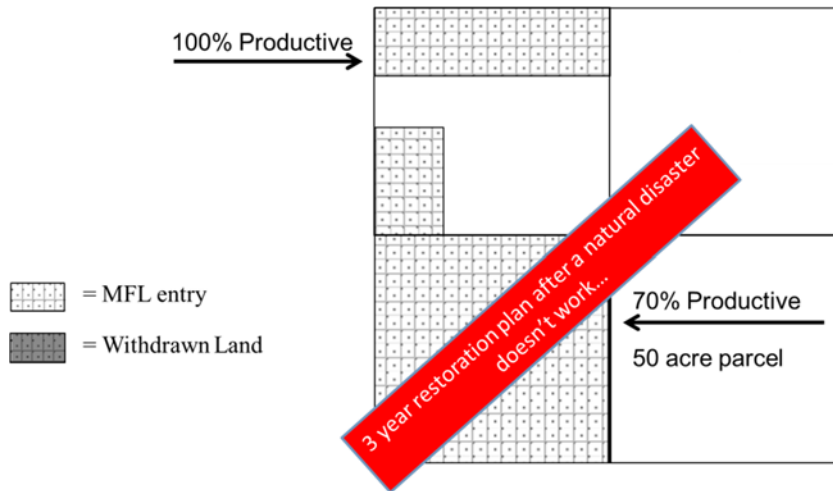 100% Productive
3 year restoration plan after a natural disaster
doesn't work...
= MFL entry
= Withdrawn Land
70% Productive
50 acre parcel